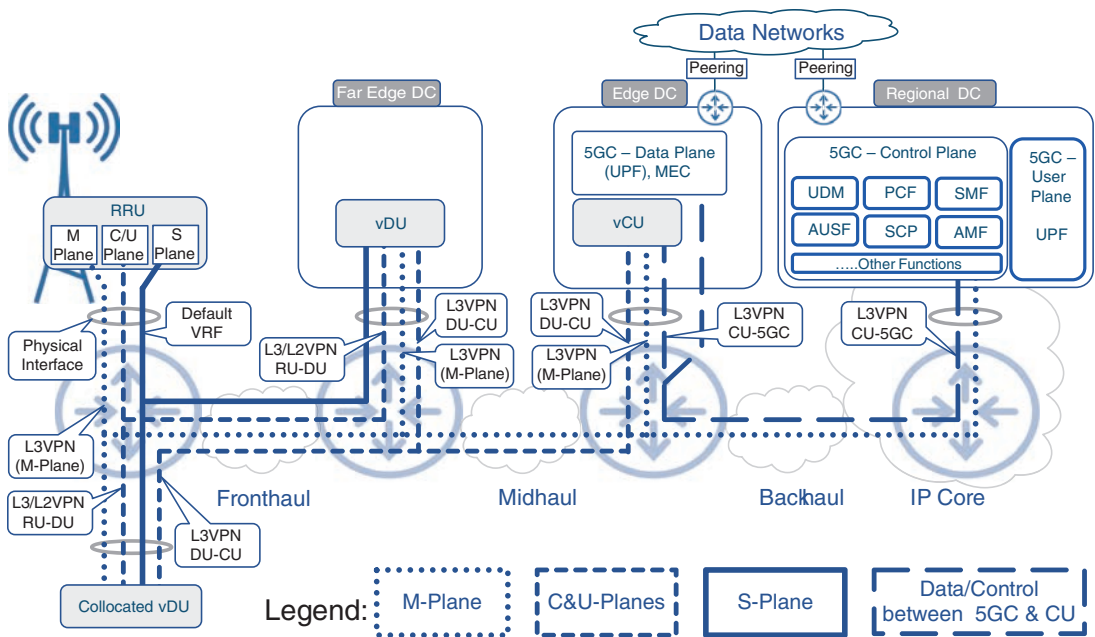 Data Networks
Peering
Peering
Far Edge DC
Edge DC
Regional DC
5GC – Data Plane
(UPF), MEC
5GC – Control Plane
5GC –
User
Plane
UPF
UDM
PCF
SMF
AUSF
SCP
AMF
.....Other Functions
RRU
M
Plane
C/U
Plane
S
Plane
vDU
vCU
Physical
Interface
Default
VRF
L3/L2VPN
RU-DU
L3VPN
DU-CU
L3VPN
(M-Plane)
L3VPN
DU-CU
L3VPN
(M-Plane)
L3VPN
CU-5GC
L3VPN
CU-5GC
L3VPN
(M-Plane)
L3/L2VPN
RU-DU
L3VPN
DU-CU
Fronthaul
Midhaul
Backhaul
IP Core
Collocated vDU
Legend:
M-Plane
C&U-Planes
S-Plane
Data/Control
between 5GC & CU